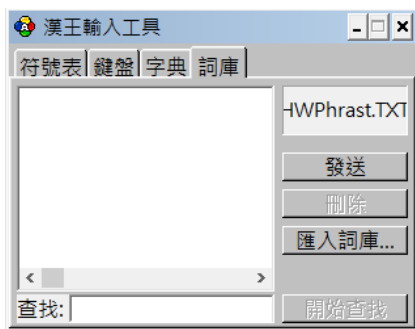 漢王輸入工具
符號表 鍵盤 字典 詞庫
HWPhrast.TXT
發送
刪除
匯入詞庫...
查找:
開始查找